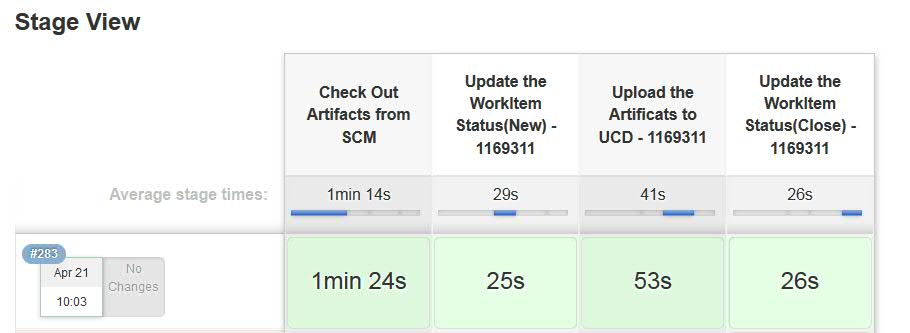 Stage View
Check Out
Artifacts from
SCM
Update the
WorkItem
Status(New) -
1169311
Upload the
Artificats to
UCD - 1169311
Update the
WorkItem
Status(Close) -
1169311
Average stage times:
1min 14s
29s
41s
26s
#283
Apr 21
10:03
No
Changes
1min 24s
25s
53s
26s